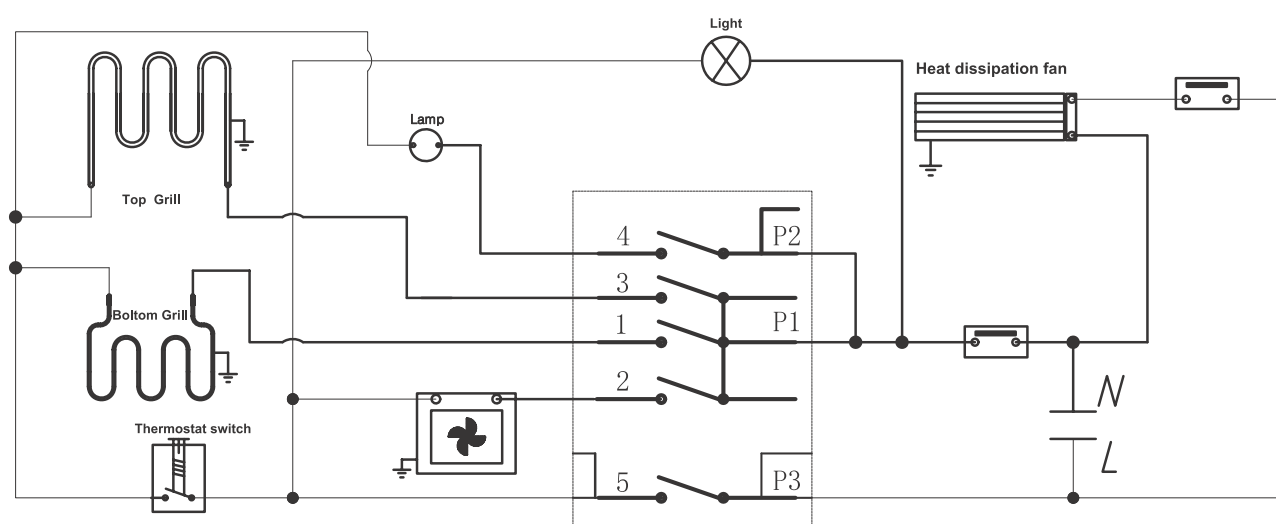 Light
Heat dissipation fan
Lamp
Top Grill
4
P2
3
Boltom Grill
1
P1
2
N
Thermostat switch
L
5
P3